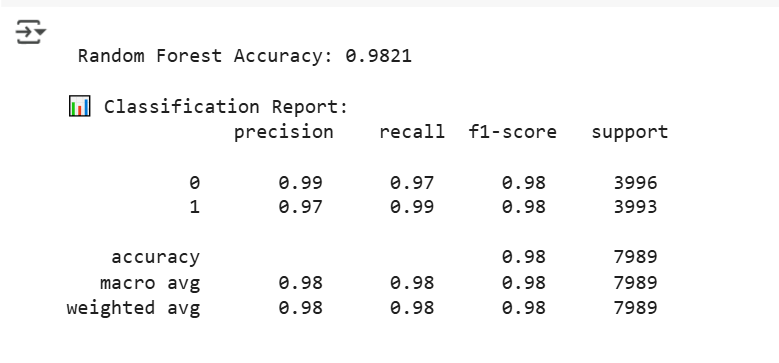 Random Forest Accuracy: 0.9821
📊 Classification Report:
precision recall f1-score support
0 0.99 0.97 0.98 3996
1 0.97 0.99 0.98 3993
accuracy 0.98 7989
macro avg 0.98 0.98 0.98 7989
weighted avg 0.98 0.98 0.98 7989